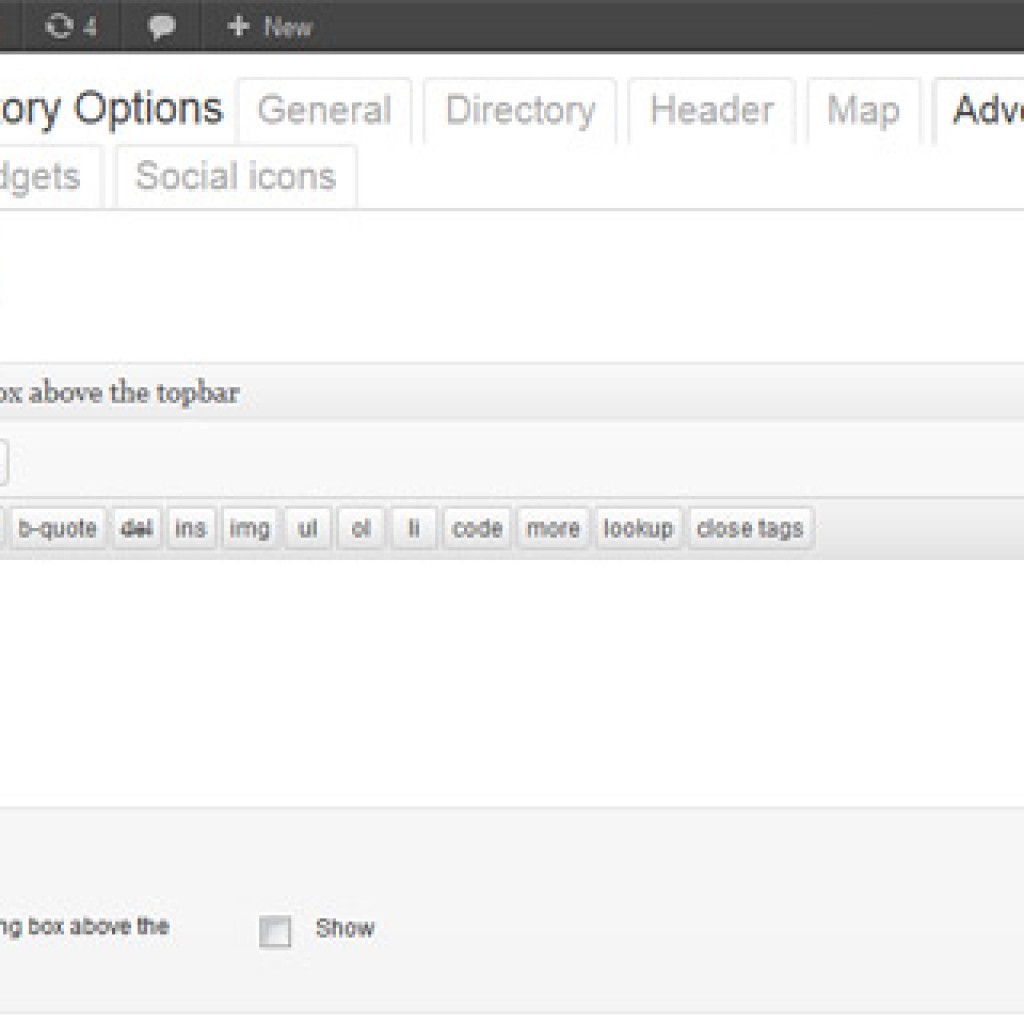 4 New
ory Options General Directory Header Map Adve
dgets Social icons
ox above the topbar
b-quote del ins img ul ol li code more lookup close tags
ng box above the Show